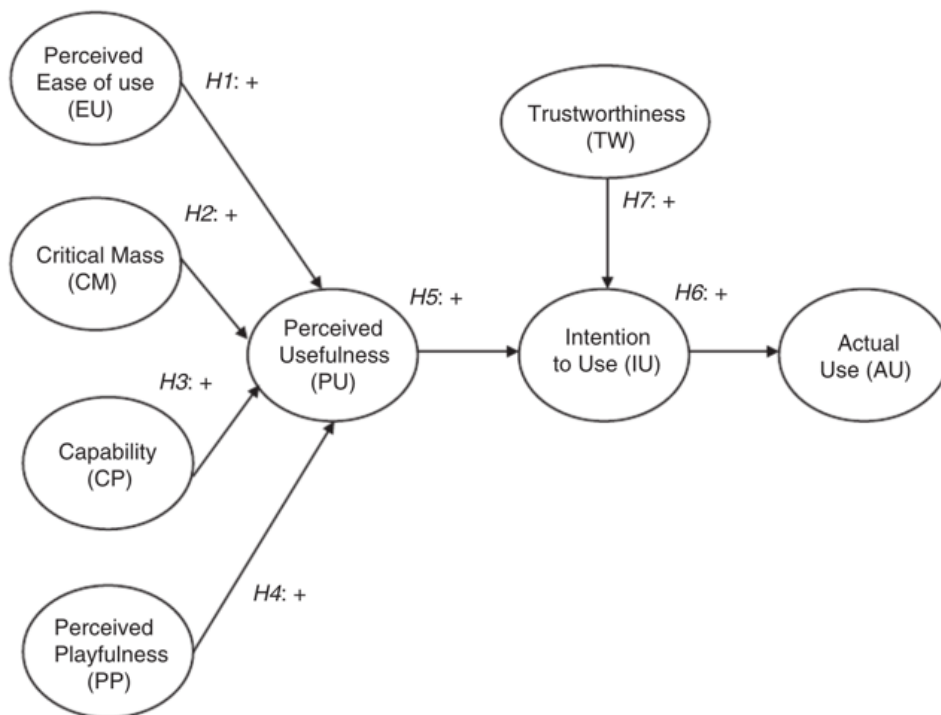 Perceived
Ease of use
(EU)
H1: +
Trustworthiness
(TW)
H2: +
H7: +
Critical Mass
(CM)
H5: +
H6: +
Perceived
Usefulness
(PU)
Intention
to Use (IU)
Actual
Use (AU)
H3: +
Capability
(CP)
H4: +
Perceived
Playfulness
(PP)